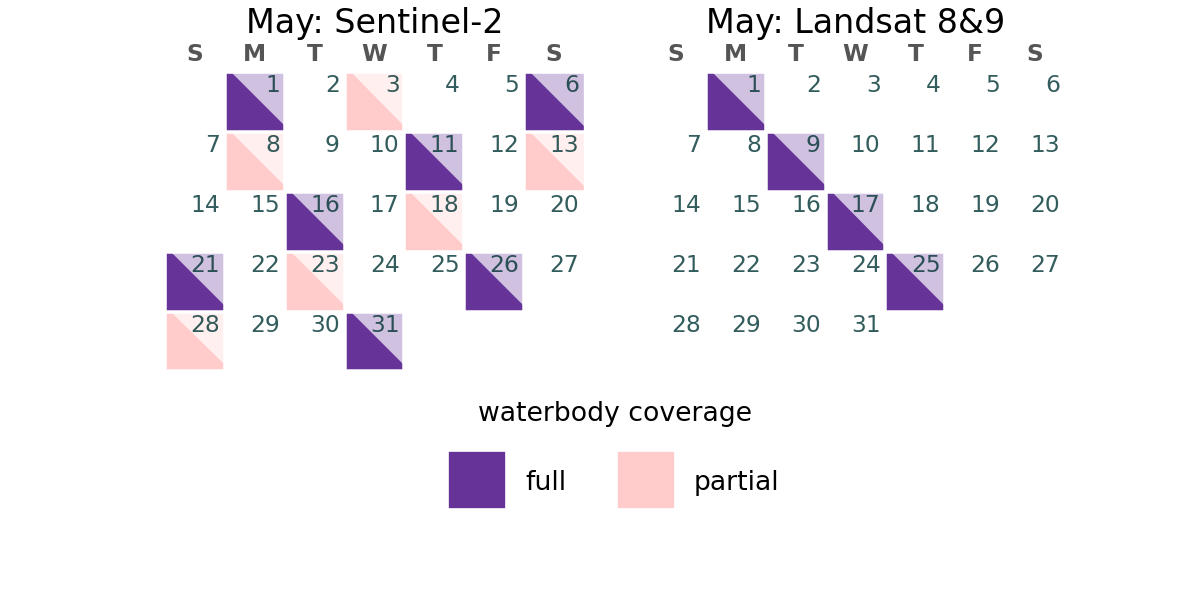 May: Sentinel-2
S M T W T F S
1 2 3 4 5 6
7 8 9 10 11 12 13
14 15 16 17 18 19 20
21 22 23 24 25 26 27
28 29 30 31
May: Landsat 8&9
S M T W T F S
1 2 3 4 5 6
7 8 9 10 11 12 13
14 15 16 17 18 19 20
21 22 23 24 25 26 27
28 29 30 31
waterbody coverage
full partial